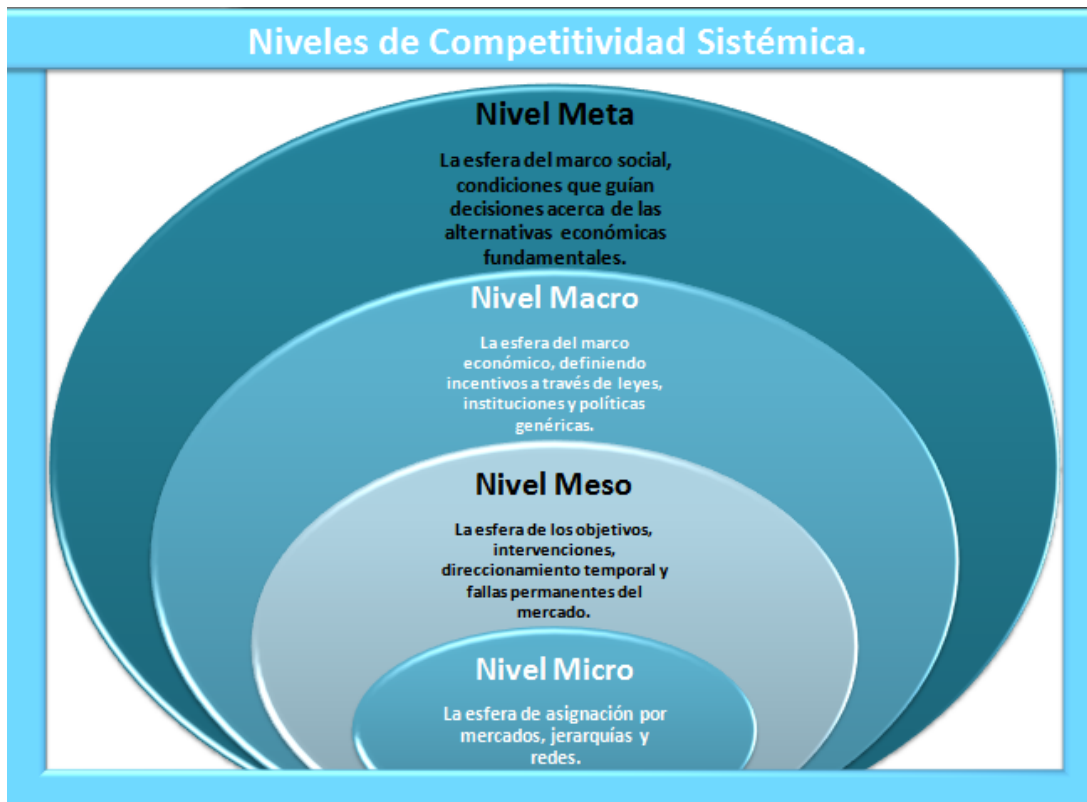 Niveles de Competitividad Sistémica.
Nivel Meta
La esfera del marco social,
condiciones que guían
decisiones acerca de las
alternativas económicas
fundamentales.
Nivel Macro
La esfera del marco
económico, definiendo
incentivos a través de leyes,
instituciones y políticas
genéricas.
Nivel Meso
La esfera de los objetivos,
intervenciones,
direccionamiento temporal y
fallas permanentes del
mercado.
Nivel Micro
La esfera de asignación por
mercados, jerarquías y
redes.